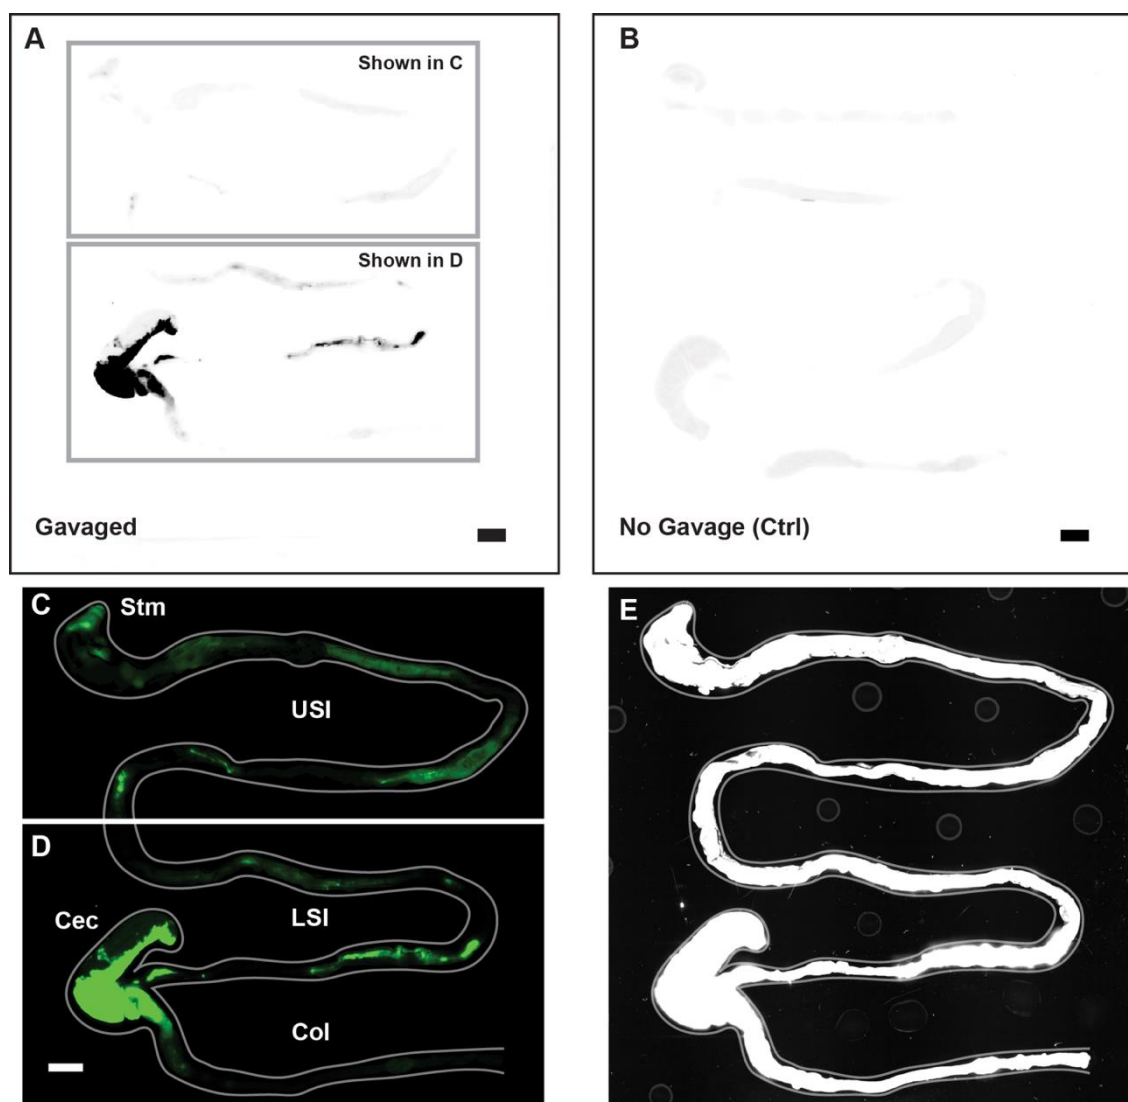 A
Shown in C
Shown in D
Gavaged
B
No Gavage (Ctrl)
C
Stm
USI
D
Cec
LSI
Col
E